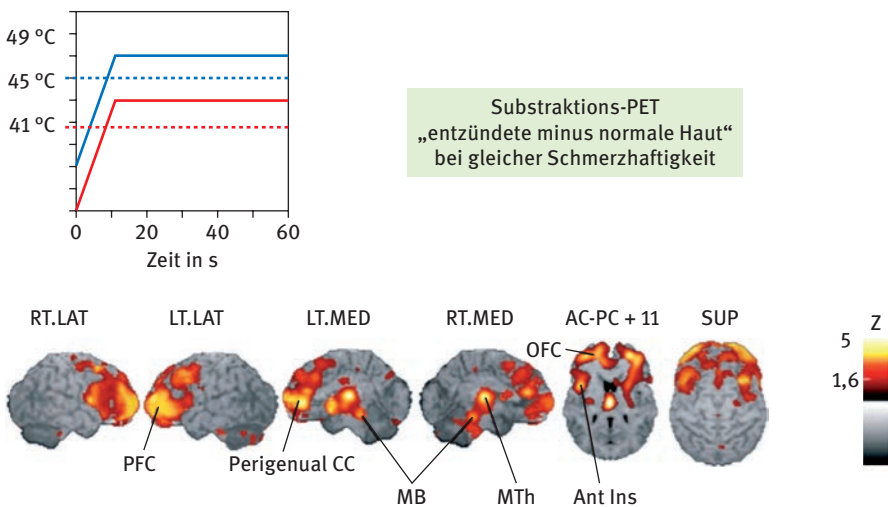 49 °C
45 °C
41 °C
0
20
40
60
Zeit in s
Substraktions-PET
„entzündete minus normale Haut“
bei gleicher Schmerzhaftigkeit
RT.LAT
LT.LAT
LT.MED
RT.MED
AC-PC + 11
SUP
Z
5
1,6
OFC
PFC
Perigenual CC
MB
MTh
Ant Ins